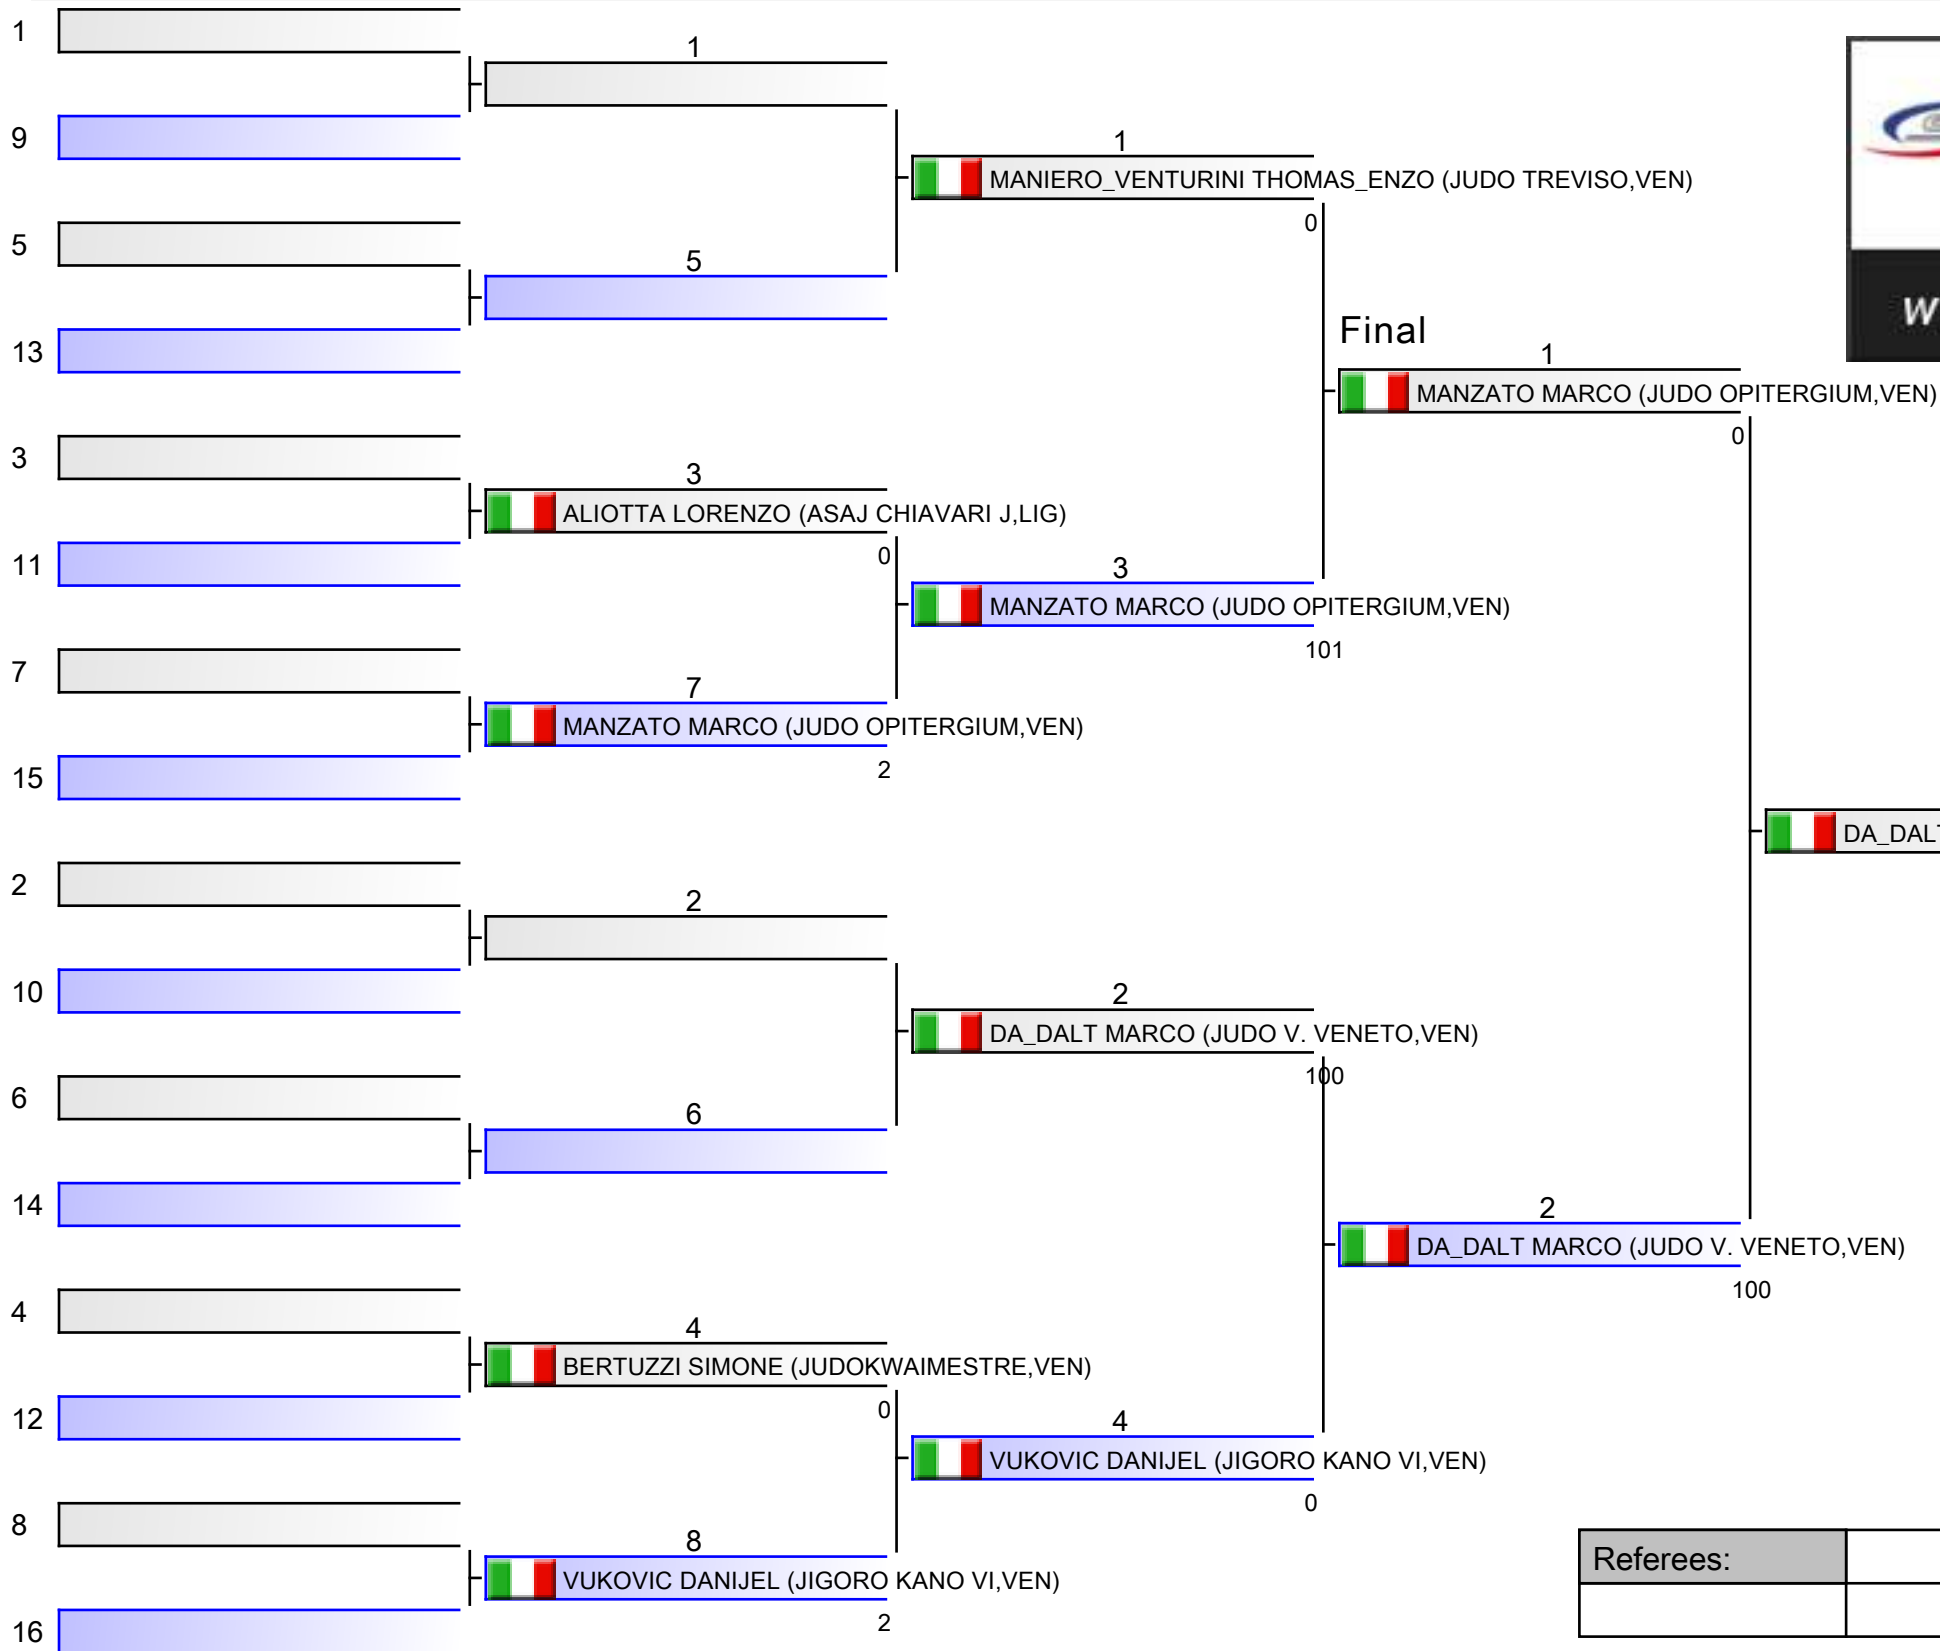 1
1
9
1
MANIERO_VENTURINI THOMAS_ENZO (JUDO TREVISO,VEN)
0
5
5
13
Final
1
MANZATO MARCO (JUDO OPITERGIUM,VEN)
0
W
3
3
ALIOTTA LORENZO (ASAJ CHIAVARI J,LIG)
0
11
3
MANZATO MARCO (JUDO OPITERGIUM,VEN)
101
7
7
MANZATO MARCO (JUDO OPITERGIUM,VEN)
2
15
DA_DALT
2
2
10
2
DA_DALT MARCO (JUDO V. VENETO,VEN)
100
6
6
14
2
DA_DALT MARCO (JUDO V. VENETO,VEN)
100
4
4
BERTUZZI SIMONE (JUDOKWAIMESTRE,VEN)
0
12
4
VUKOVIC DANIJEL (JIGORO KANO VI,VEN)
0
8
8
VUKOVIC DANIJEL (JIGORO KANO VI,VEN)
2
16
Referees: